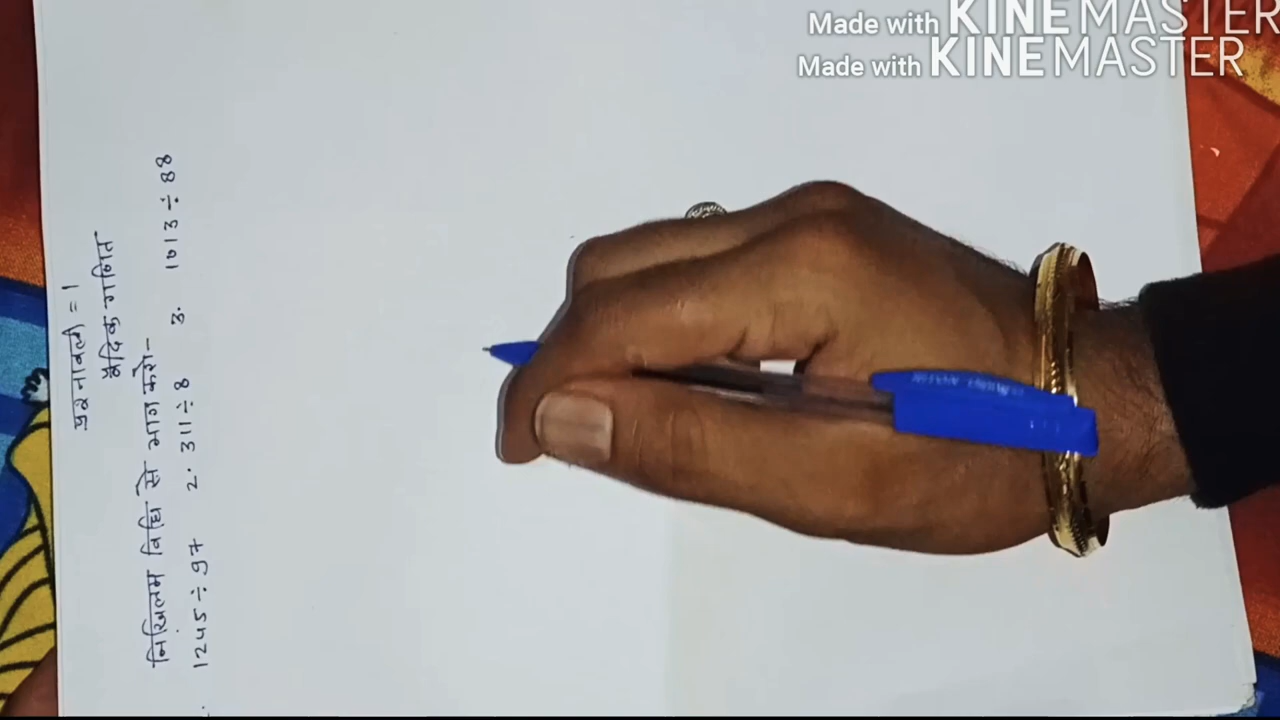 Made with KINEMASTER
Made with KINEMASTER
प्रश्नावली = 1
वैदिक गणित
निखिलम विधि से भाग करो-
1245 ÷ 97 2. 311 ÷ 8 3. 1013 ÷ 88